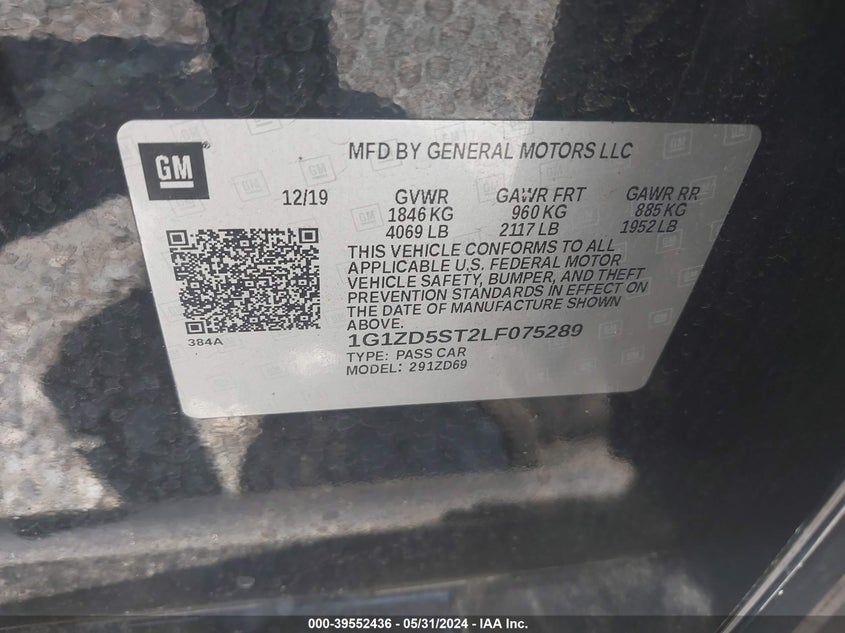 GM
MFD BY GENERAL MOTORS LLC
12/19 GVWR GAWR FRT GAWR RR
1846 KG 960 KG 885 KG
4069 LB 2117 LB 1952 LB
THIS VEHICLE CONFORMS TO ALL
APPLICABLE U.S. FEDERAL MOTOR
VEHICLE SAFETY, BUMPER, AND THEFT
PREVENTION STANDARDS IN EFFECT ON
THE DATE OF MANUFACTURE SHOWN
ABOVE.
384A
1G1ZD5ST2LF075289
TYPE: PASS CAR
MODEL: 291ZD69
000-39552436 - 05/31/2024 - IAA Inc.